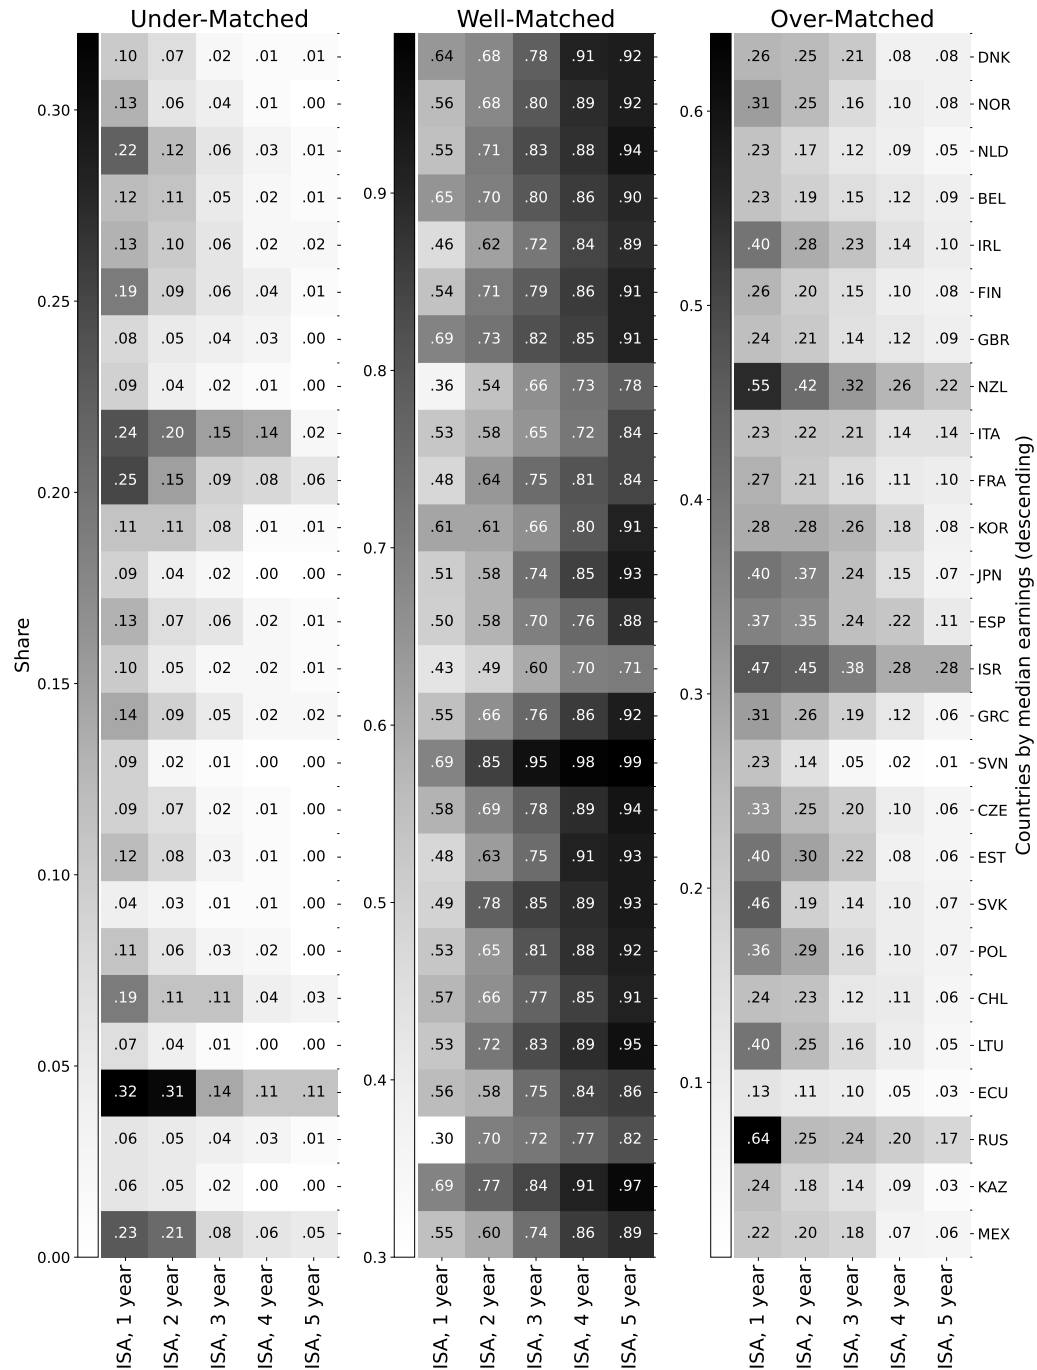 Under-Matched Well-Matched Over-Matched
.10 .07 .02 .01 .01 .64 .68 .78 .91 .92 .26 .25 .21 .08 .08 DNK
0.30 .13 .06 .04 .01 .00 .56 .68 .80 .89 .92 0.6 .31 .25 .16 .10 .08 NOR
.22 .12 .06 .03 .01 .55 .71 .83 .88 .94 .23 .17 .12 .09 .05 NLD
.12 .11 .05 .02 .01 0.9 .65 .70 .80 .86 .90 .23 .19 .15 .12 .09 BEL
.13 .10 .06 .02 .02 .46 .62 .72 .84 .89 .40 .28 .23 .14 .10 IRL
0.25 .19 .09 .06 .04 .01 .54 .71 .79 .86 .91 0.5 .26 .20 .15 .10 .08 FIN
.08 .05 .04 .03 .00 .69 .73 .82 .85 .91 .24 .21 .14 .12 .09 GBR
.09 .04 .02 .01 .00 0.8 .36 .54 .66 .73 .78 .55 .42 .32 .26 .22 NZL
.24 .20 .15 .14 .02 .53 .58 .65 .72 .84 .23 .22 .21 .14 .14 ITA
0.20 .25 .15 .09 .08 .06 .48 .64 .75 .81 .84 0.4 .27 .21 .16 .11 .10 FRA
.11 .11 .08 .01 .01 0.7 .61 .61 .66 .80 .91 .28 .28 .26 .18 .08 KOR
.09 .04 .02 .00 .00 .51 .58 .74 .85 .93 .40 .37 .24 .15 .07 JPN
.13 .07 .06 .02 .01 .50 .58 .70 .76 .88 .37 .35 .24 .22 .11 ESP
Share
0.15 .10 .05 .02 .02 .01 .43 .49 .60 .70 .71 0.3 .47 .45 .38 .28 .28 ISR
Countries by median earnings (descending)
.14 .09 .05 .02 .02 0.6 .55 .66 .76 .86 .92 .31 .26 .19 .12 .06 GRC
.09 .02 .01 .00 .00 .69 .85 .95 .98 .99 .23 .14 .05 .02 .01 SVN
.09 .07 .02 .01 .00 .58 .69 .78 .89 .94 .33 .25 .20 .10 .06 CZE
0.10 .12 .08 .03 .01 .00 .48 .63 .75 .91 .93 0.2 .40 .30 .22 .08 .06 EST
.04 .03 .01 .01 .00 0.5 .49 .78 .85 .89 .93 .46 .19 .14 .10 .07 SVK
.11 .06 .03 .02 .00 .53 .65 .81 .88 .92 .36 .29 .16 .10 .07 POL
.19 .11 .11 .04 .03 .57 .66 .77 .85 .91 .24 .23 .12 .11 .06 CHL
0.05 .07 .04 .01 .00 .00 .53 .72 .83 .89 .95 .40 .25 .16 .10 .05 LTU
.32 .31 .14 .11 .11 0.4 .56 .58 .75 .84 .86 0.1 .13 .11 .10 .05 .03 ECU
.06 .05 .04 .03 .01 .30 .70 .72 .77 .82 .64 .25 .24 .20 .17 RUS
.06 .05 .02 .00 .00 .69 .77 .84 .91 .97 .24 .18 .14 .09 .03 KAZ
.23 .21 .08 .06 .05 .55 .60 .74 .86 .89 .22 .20 .18 .07 .06 MEX
0.00 0.3
ISA, 1 year ISA, 2 year ISA, 3 year ISA, 4 year ISA, 5 year ISA, 1 year ISA, 2 year ISA, 3 year ISA, 4 year ISA, 5 year ISA, 1 year ISA, 2 year ISA, 3 year ISA, 4 year ISA, 5 year